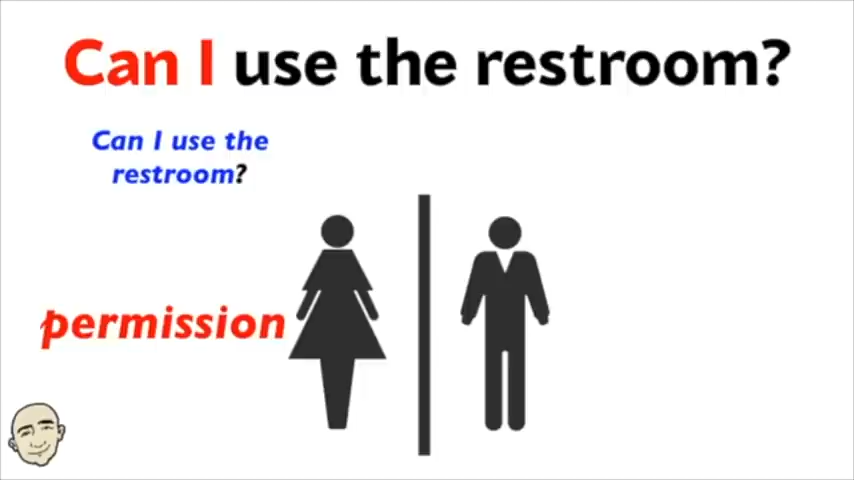 Can I use the restroom?
Can I use the
restroom?
permission